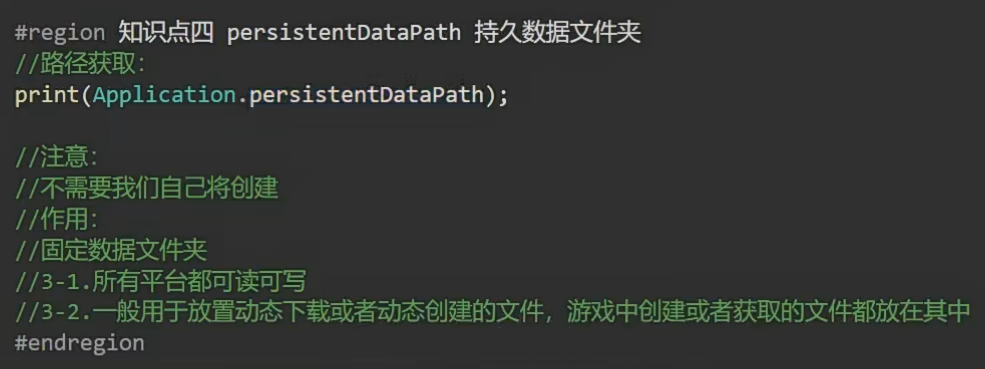 #region 知识点四 persistentDataPath 持久数据文件夹
//路径获取：
print(Application.persistentDataPath);
//注意：
//不需要我们自己将创建
//作用：
//固定数据文件夹
//3-1.所有平台都可读可写
//3-2.一般用于放置动态下载或者动态创建的文件，游戏中创建或者获取的文件都放在其中
#endregion